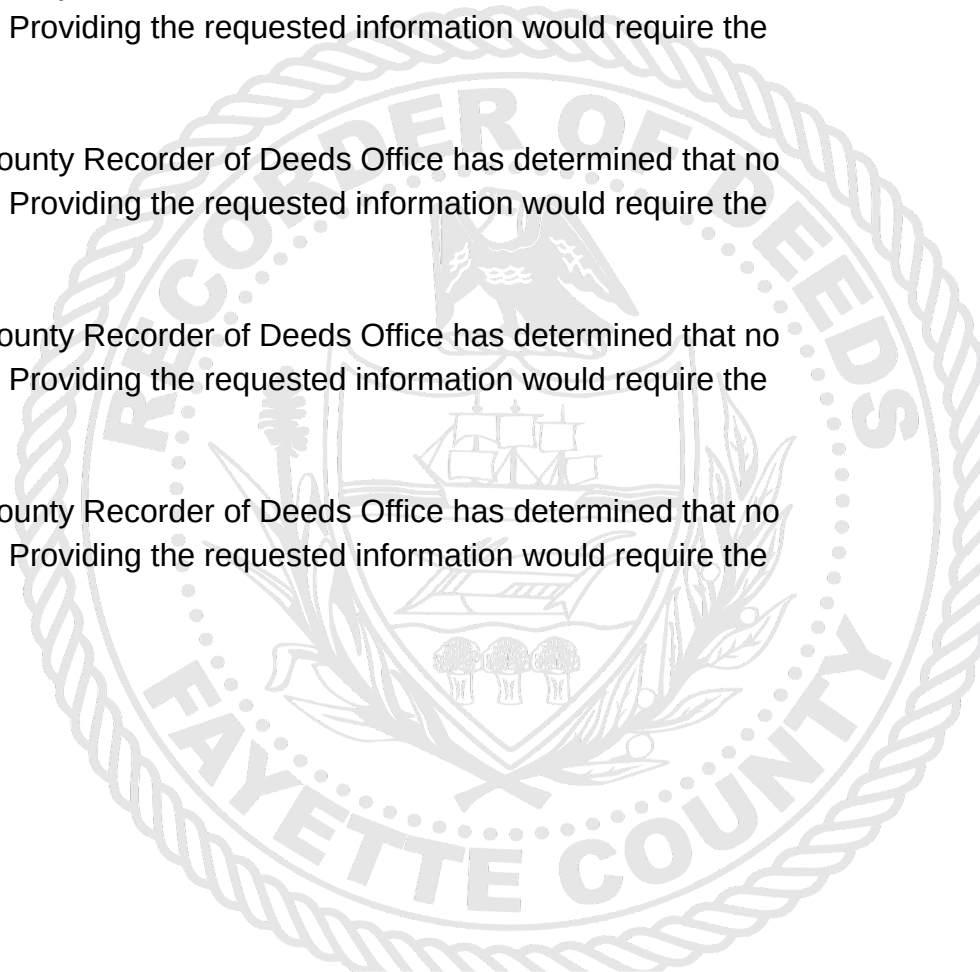 Providing the requested information would require the
ounty Recorder of Deeds Office has determined that no
Providing the requested information would require the
ounty Recorder of Deeds Office has determined that no
Providing the requested information would require the
ounty Recorder of Deeds Office has determined that no
Providing the requested information would require the
RECORDER OF DEEDS
FAYETTE COUNTY